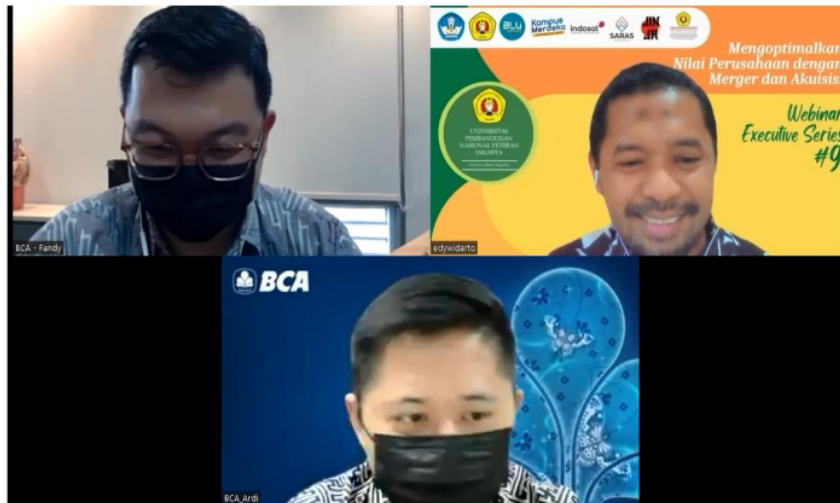 BLU
Kampus
Merdeka
indosat
SARAS
Mengoptimalkan
Nilai Perusahaan dengan
Merger dan Akuisisi
Webinar
Executive Series
#9
UNIVERSITAS
PEMBANGUNAN
NASIONAL VETERAN
JAKARTA
BCA - Fandy
edywidarto
BCA
BCA_Ardi